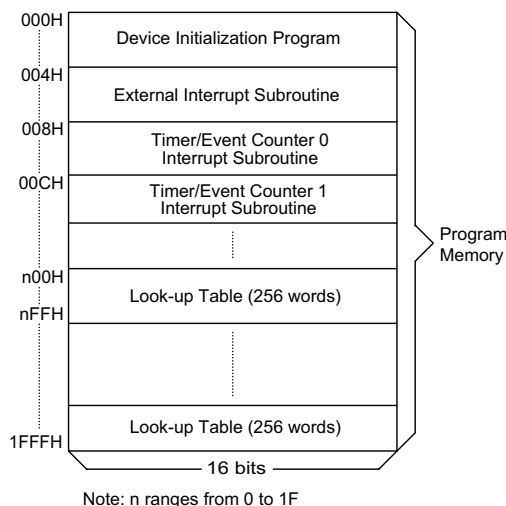 000H
Device Initialization Program
004H
External Interrupt Subroutine
008H
Timer/Event Counter 0
Interrupt Subroutine
00CH
Timer/Event Counter 1
Interrupt Subroutine
Program
Memory
n00H
Look-up Table (256 words)
nFFH
Look-up Table (256 words)
1FFFH
16 bits
Note: n ranges from 0 to 1F